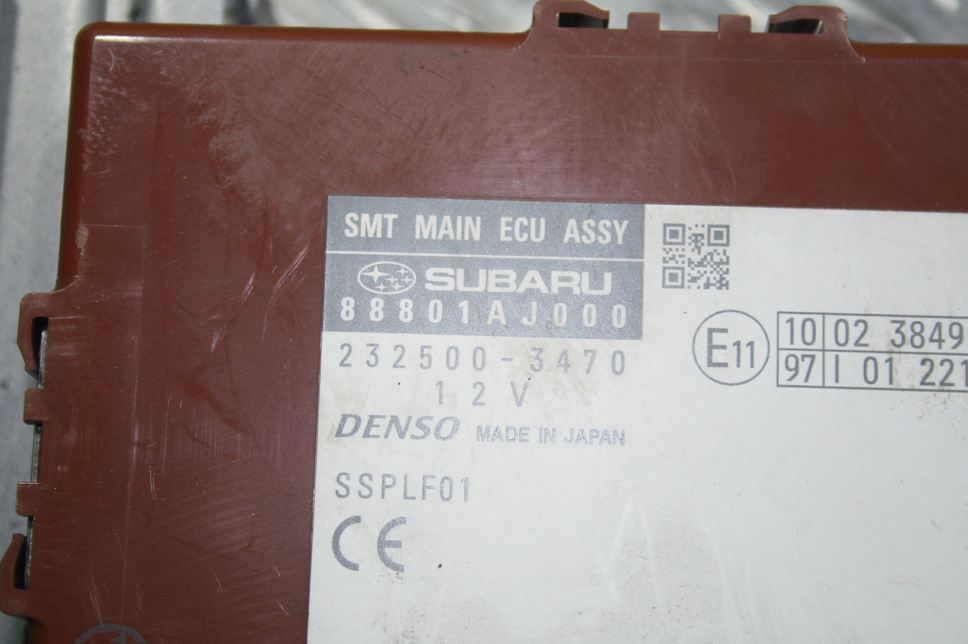 SMT MAIN ECU ASSY
SUBARU
88801AJ000
232500-3470
12V
DENSO MADE IN JAPAN
SSPLF01
CE
E11
10 02 3849
97 I 01 221